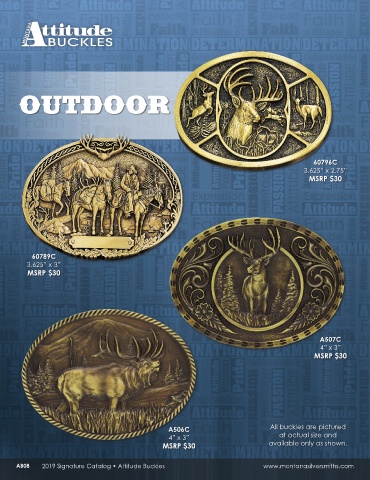 MONTANA
Attitude
BUCKLES
OUTDOOR
60796C
3.625" x 2.75"
MSRP $30
60789C
3.625" x 3"
MSRP $30
A507C
4" x 3"
MSRP $30
A506C
4" x 3"
MSRP $30
All buckles are pictured
at actual size and
available only as shown.
AB08 2019 Signature Catalog • Attitude Buckles www.montanasilversmiths.com